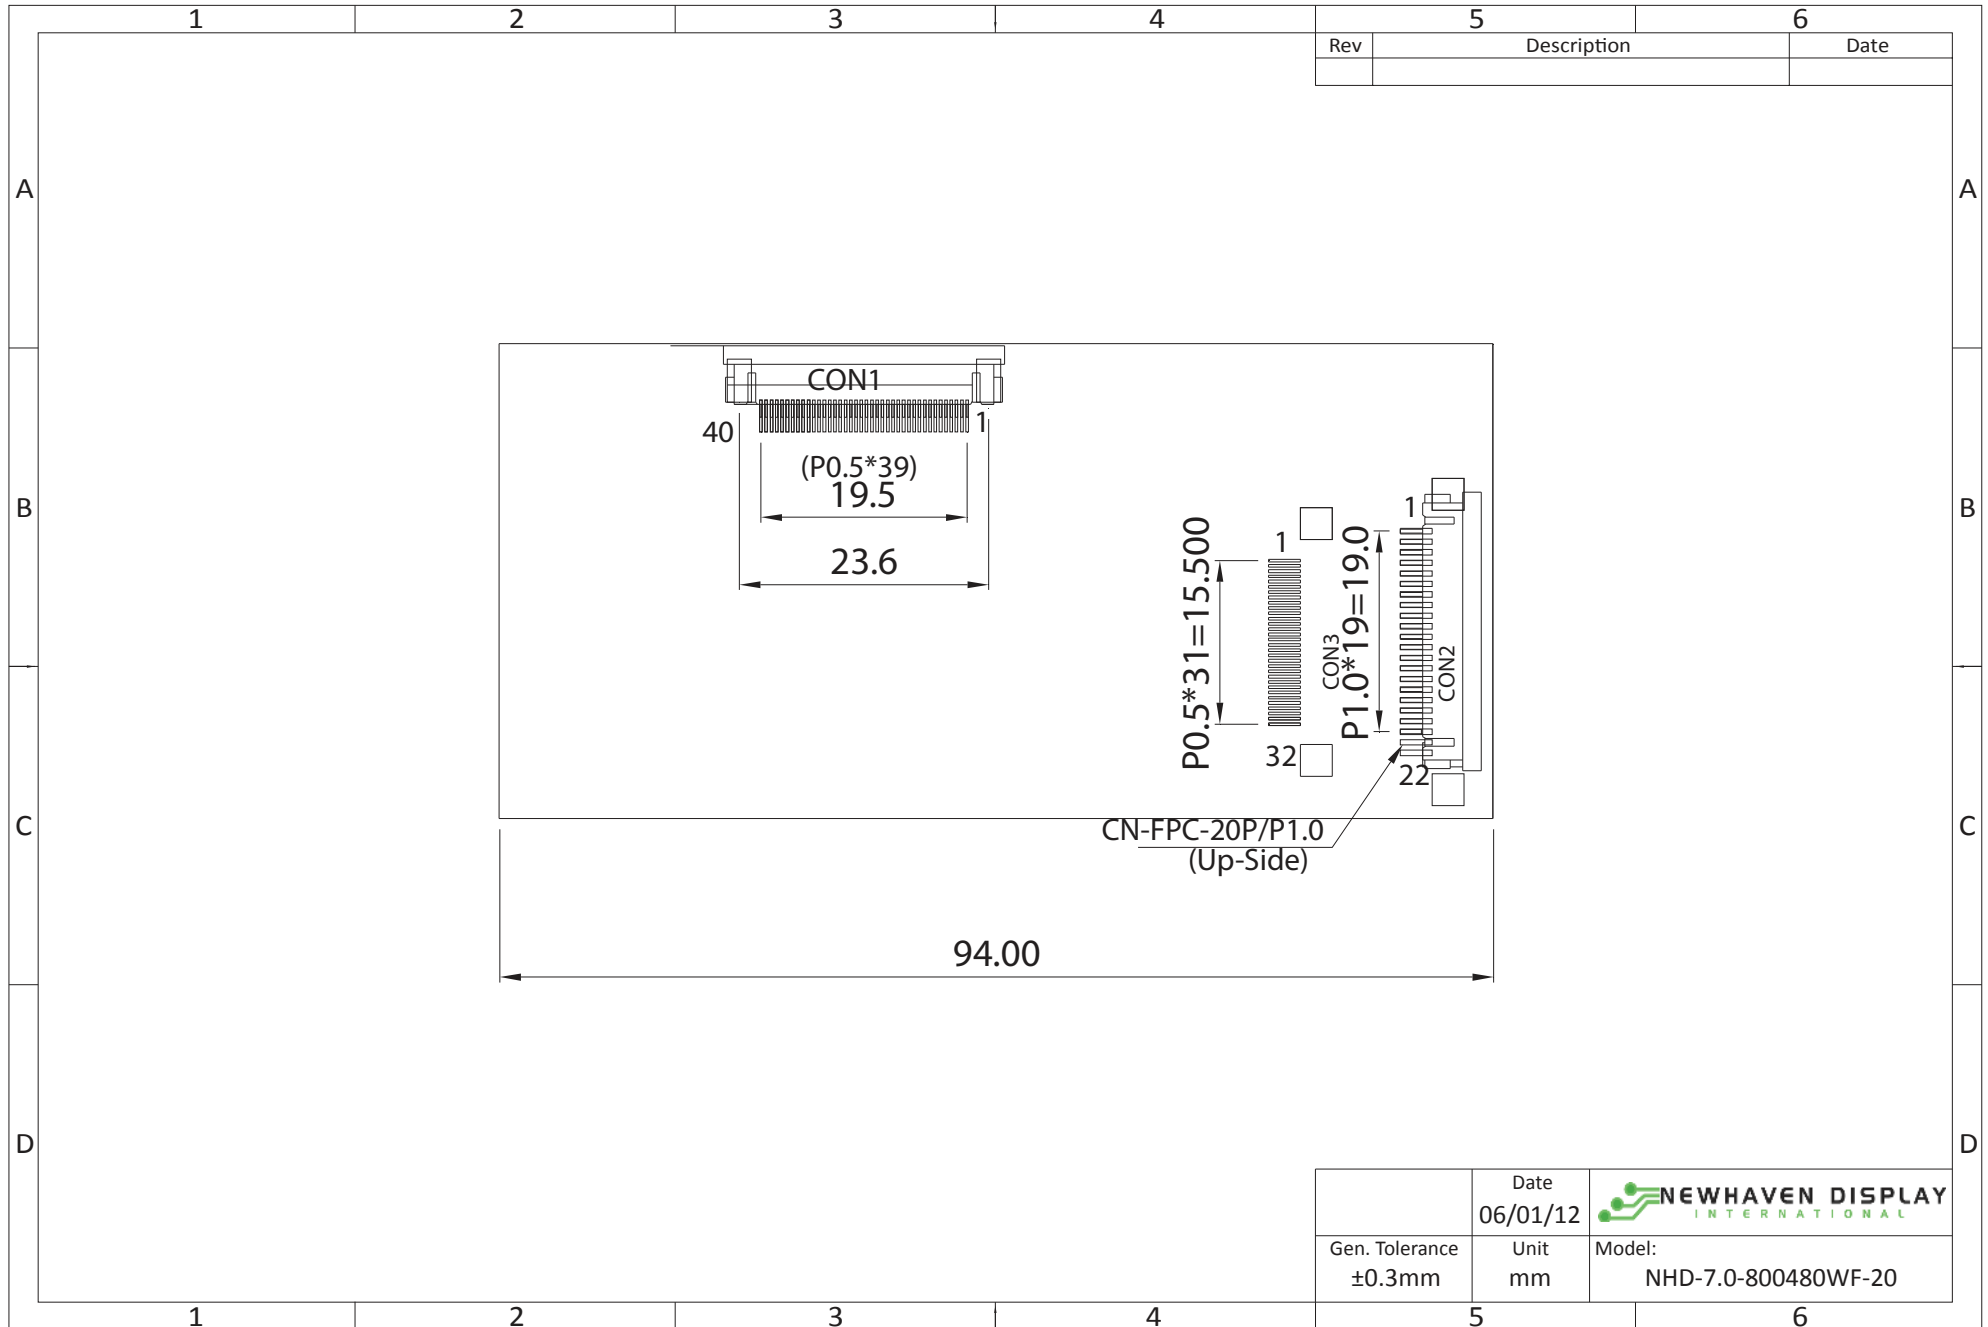 1 2 3 4 5 6
Rev Description Date
A A
CON1
40 1
(P0.5*39)
19.5
23.6
B B
1
1
P0.5*31=15.500
CON3
P1.0*19=19.0
CON2
32
22
C C
CN-FPC-20P/P1.0
(Up-Side)
94.00
D D
Date
06/01/12
NEWHAVEN DISPLAY
INTERNATIONAL
Gen. Tolerance
±0.3mm
Unit
mm
Model:
NHD-7.0-800480WF-20
1 2 3 4 5 6